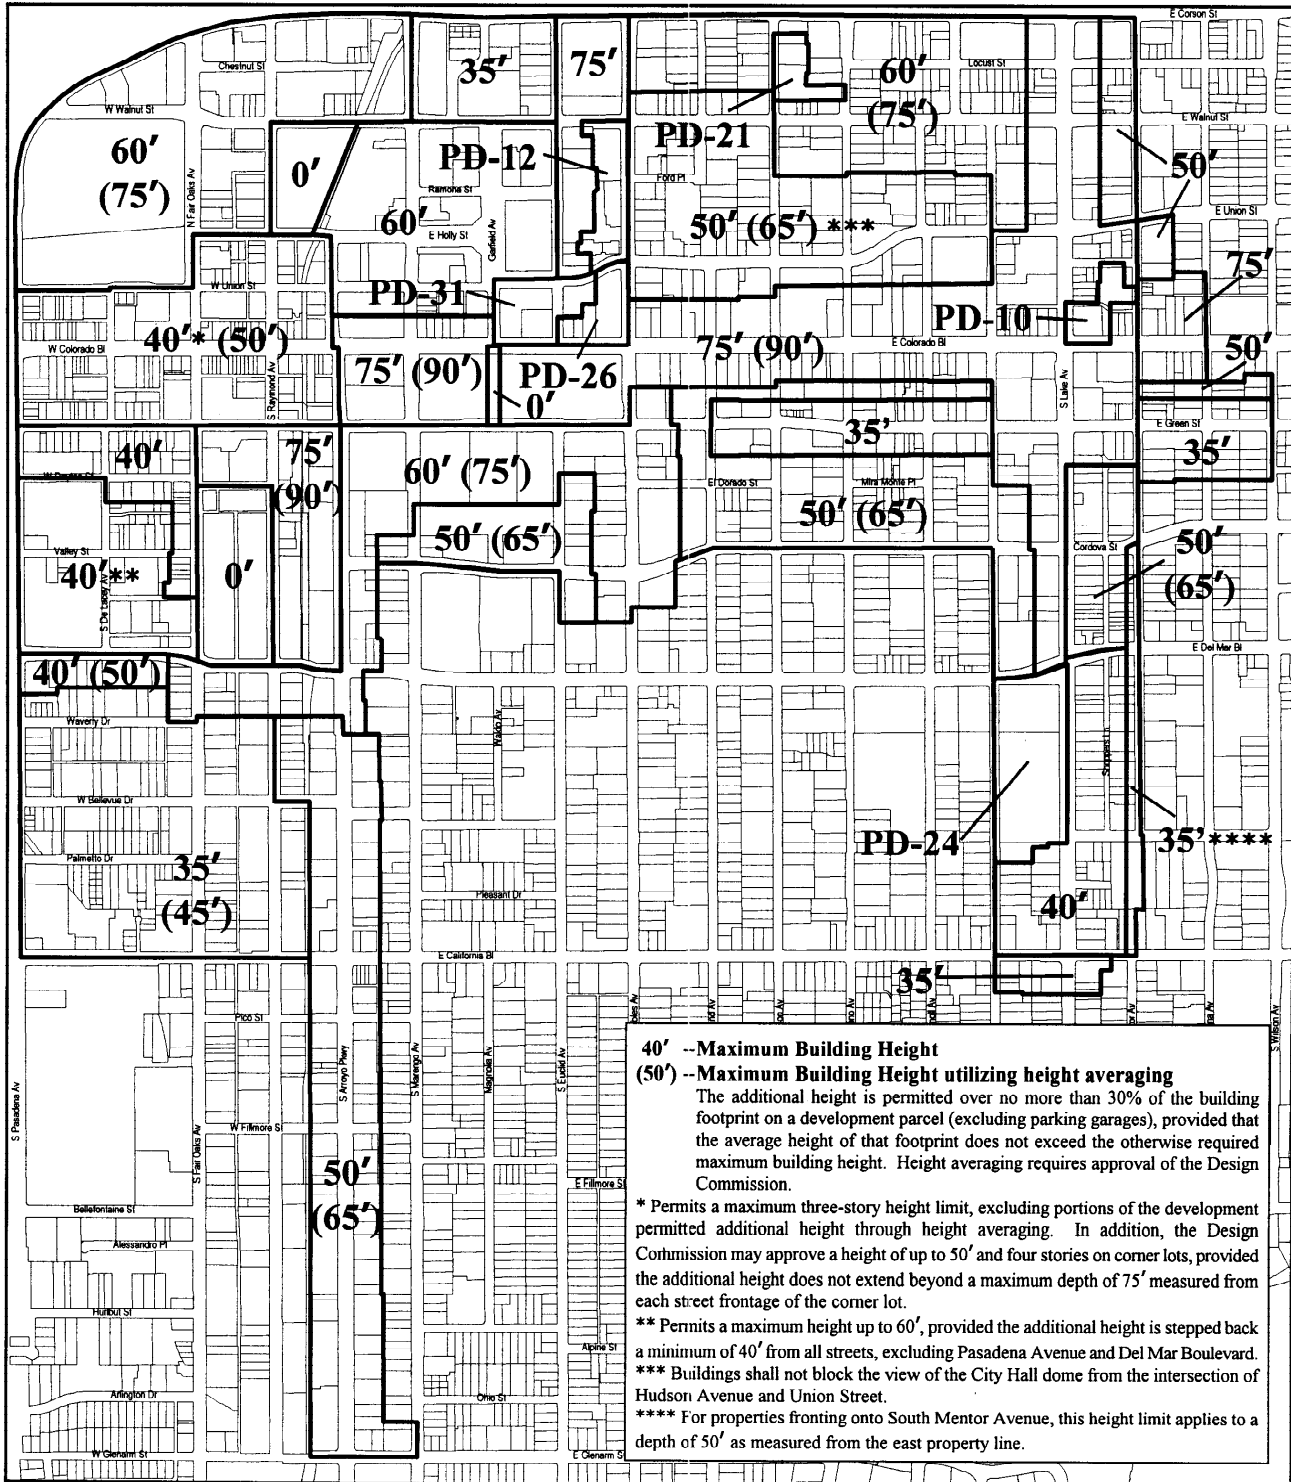 E Corson St
Chestnut St
35'
75'
60'
(75')
Locust St
W Walnut St
E Walnut St
PD-21
60'
(75')
N Fair Oaks Av
0'
PD-12
50'
Ramona St
Ford Pl
60'
E Holly St
Garfield Av
50' (65') ***
E Union St
75'
W Union St
PD-31
PD-10
40'* (50')
W Colorado Bl
S Raymond Av
75' (90')
PD-26
0'
75' (90')
E Colorado Bl
50'
S Lake Av
E Green St
35'
35'
40'
75'
(90')
60' (75')
El Dorado St
Mira Monte Pl
50' (65')
50' (65')
Valley St
40'**
S De Lacey Av
0'
Cordova St
50'
(65')
E Del Mar Bl
40' (50')
Waverly Dr
Waldo Av
Shoppers Ln
W Bellevue Dr
PD-24
35'****
Palmetto Dr
35'
(45')
Pleasant Dr
40'
E California Bl
35'
Pico St
S Pasadena Av
S Fair Oaks Av
S Arroyo Pkwy
S Marengo Av
Magnolia Av
S Euclid Av
S Wilson Av
W Fillmore St
E Fillmore St
50'
(65')
Bellefontaine St
Alessandro Pl
Hurlbut St
Alpine St
Arlington Dr
Ohio St
W Glenarm St
E Glenarm S
40' --Maximum Building Height
(50') --Maximum Building Height utilizing height averaging
The additional height is permitted over no more than 30% of the building
footprint on a development parcel (excluding parking garages), provided that
the average height of that footprint does not exceed the otherwise required
maximum building height. Height averaging requires approval of the Design
Commission.
* Permits a maximum three-story height limit, excluding portions of the development
permitted additional height through height averaging. In addition, the Design
Commission may approve a height of up to 50' and four stories on corner lots, provided
the additional height does not extend beyond a maximum depth of 75' measured from
each street frontage of the corner lot.
** Permits a maximum height up to 60', provided the additional height is stepped back
a minimum of 40' from all streets, excluding Pasadena Avenue and Del Mar Boulevard.
*** Buildings shall not block the view of the City Hall dome from the intersection of
Hudson Avenue and Union Street.
**** For properties fronting onto South Mentor Avenue, this height limit applies to a
depth of 50' as measured from the east property line.